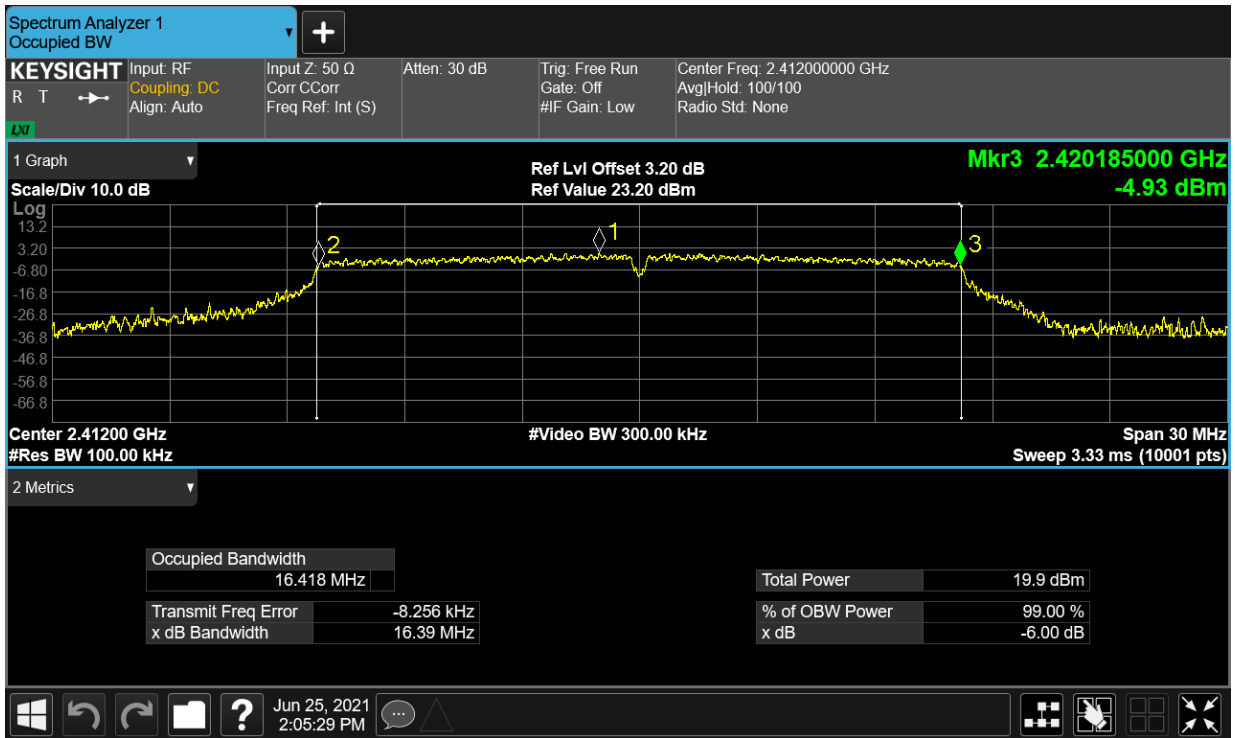 Spectrum Analyzer 1
Occupied BW
KEYSIGHT
R T
LXI
Input: RF
Coupling: DC
Align: Auto
Input Z: 50 Ω
Corr CCorr
Freq Ref: Int (S)
Atten: 30 dB
Trig: Free Run
Gate: Off
#IF Gain: Low
Center Freq: 2.412000000 GHz
Avg|Hold: 100/100
Radio Std: None
1 Graph
Ref Lvl Offset 3.20 dB
Mkr3 2.420185000 GHz
Scale/Div 10.0 dB
Ref Value 23.20 dBm
-4.93 dBm
Log
13.2
3.20
-6.80
-16.8
-26.8
-36.8
-46.8
-56.8
-66.8
2
1
3
Center 2.41200 GHz
#Video BW 300.00 kHz
Span 30 MHz
#Res BW 100.00 kHz
Sweep 3.33 ms (10001 pts)
2 Metrics
Occupied Bandwidth
16.418 MHz
Total Power 19.9 dBm
Transmit Freq Error -8.256 kHz
% of OBW Power 99.00 %
x dB Bandwidth 16.39 MHz
x dB -6.00 dB
?
Jun 25, 2021
2:05:29 PM